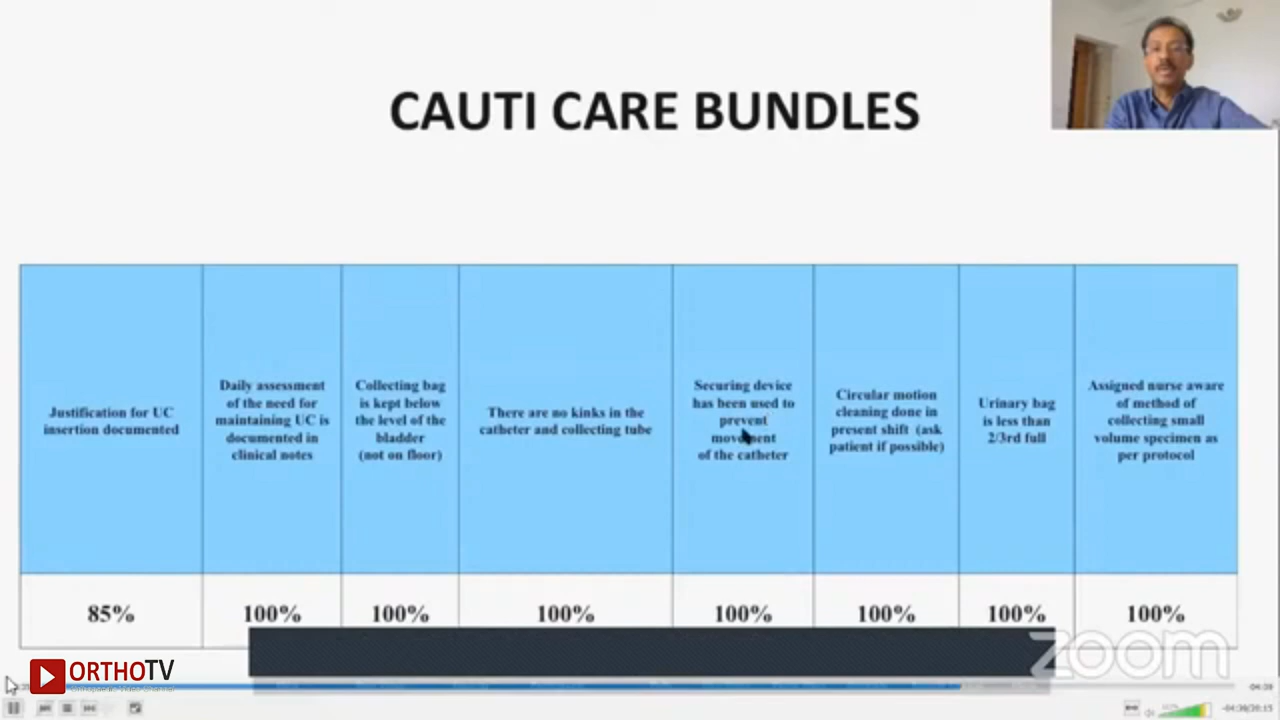 CAUTI CARE BUNDLES
Justification for UC
insertion documented
Daily assessment
of the need for
maintaining UC is
documented in
clinical notes
Collecting bag
is kept below
the level of the
bladder
(not on floor)
There are no kinks in the
catheter and collecting tube
Securing device
has been used to
prevent
movement
of the catheter
Circular motion
cleaning done in
present shift (ask
patient if possible)
Urinary bag
is less than
2/3rd full
Assigned nurse aware
of method of
collecting small
volume specimen as
per protocol
85%
100%
100%
100%
100%
100%
100%
100%
zoom
ORTHOTV